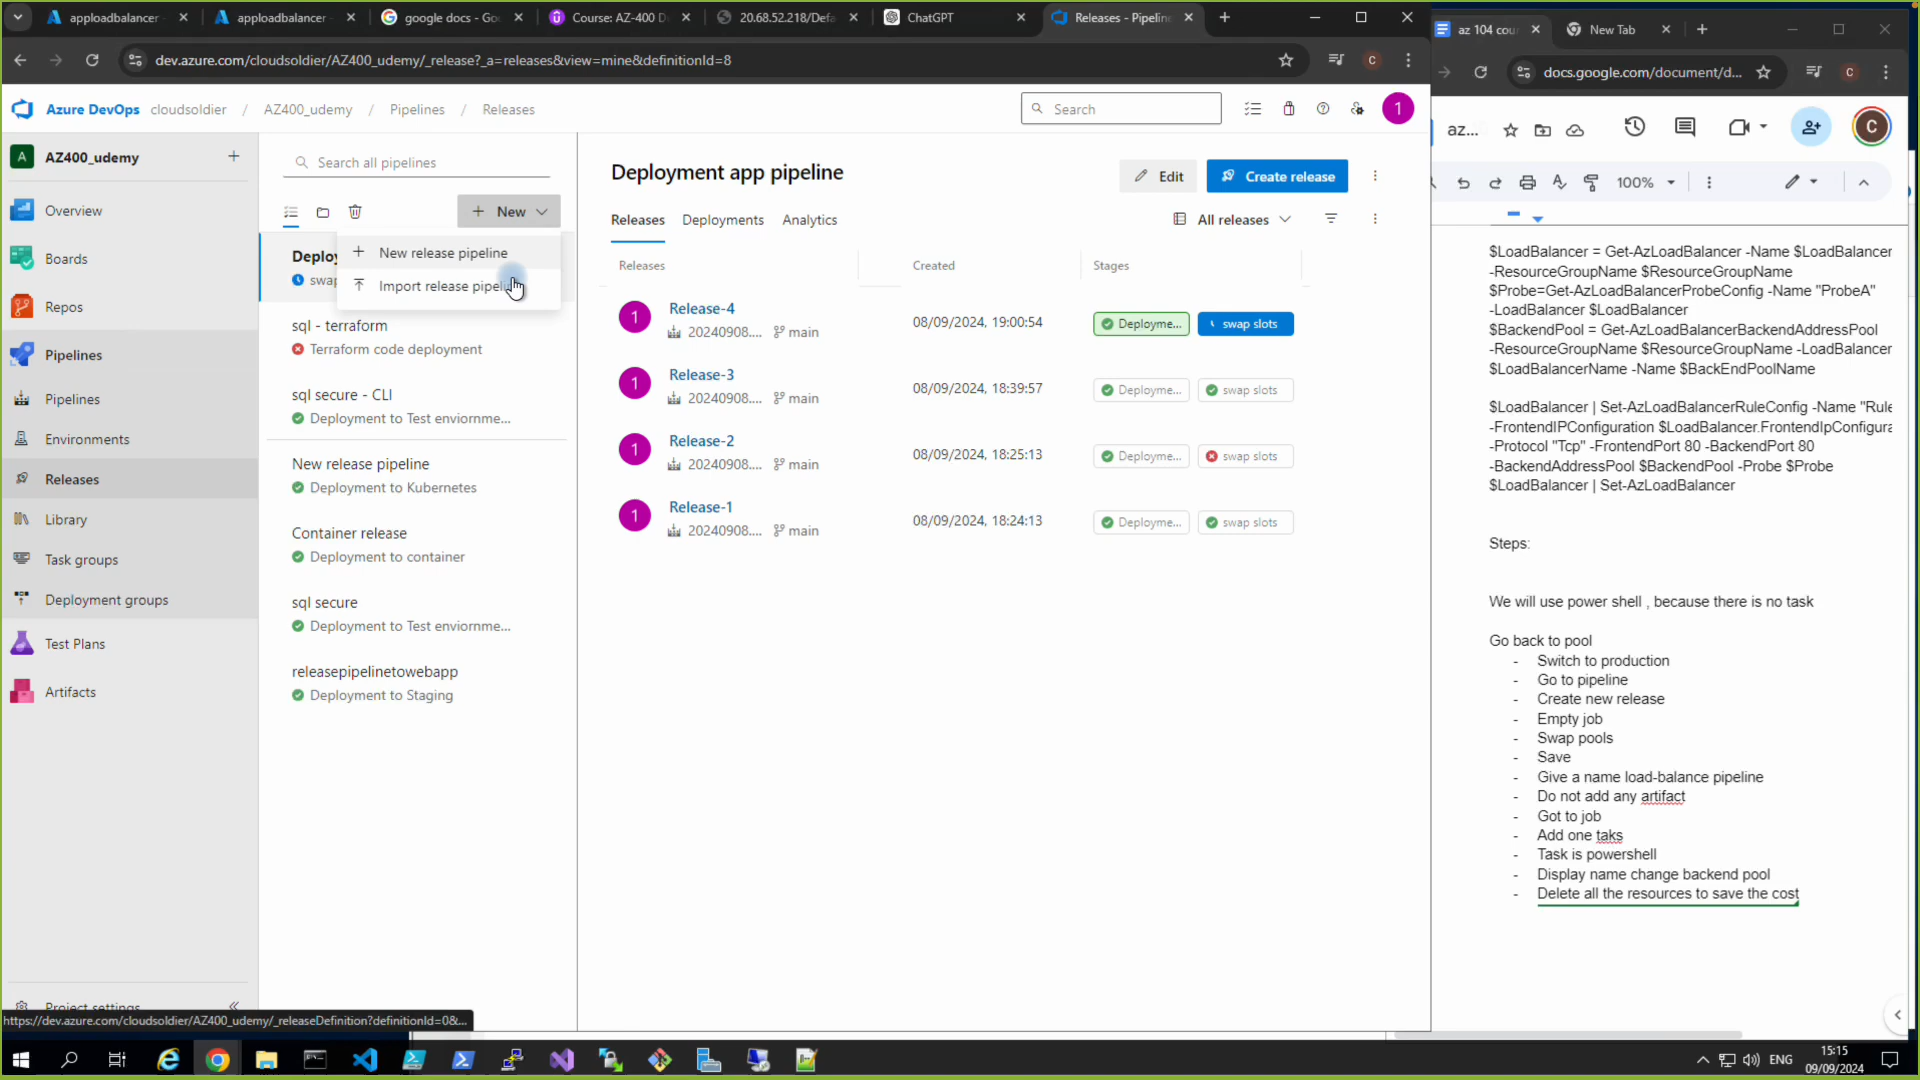 apploadbalancer
apploadbalancer
google docs - Go
Course: AZ-400 D
20.68.52.218/Defa
ChatGPT
Releases - Pipelin
az 104 cou
New Tab
dev.azure.com/cloudsoldier/AZ400_udemy/_release?_a=releases&view=mine&definitionId=8
C
docs.google.com/document/d...
C
Azure DevOps
cloudsoldier / AZ400_udemy / Pipelines / Releases
Search
1
az...
C
100%
A
AZ400_udemy
Overview
Boards
Repos
Pipelines
Pipelines
Environments
Releases
Library
Task groups
Deployment groups
Test Plans
Artifacts
Project settings
Search all pipelines
New
New release pipeline
Import release pipeli
Deploy
swap
sql - terraform
Terraform code deployment
sql secure - CLI
Deployment to Test enviornme...
New release pipeline
Deployment to Kubernetes
Container release
Deployment to container
sql secure
Deployment to Test enviornme...
releasepipelinetowebapp
Deployment to Staging
Deployment app pipeline
Edit
Create release
Releases
Deployments
Analytics
All releases
Releases
Created
Stages
1
Release-4
20240908.... main
08/09/2024, 19:00:54
Deployme...
swap slots
1
Release-3
20240908.... main
08/09/2024, 18:39:57
Deployme...
swap slots
1
Release-2
20240908.... main
08/09/2024, 18:25:13
Deployme...
swap slots
1
Release-1
20240908.... main
08/09/2024, 18:24:13
Deployme...
swap slots
$LoadBalancer = Get-AzLoadBalancer -Name $LoadBalancer
-ResourceGroupName $ResourceGroupName
$Probe=Get-AzLoadBalancerProbeConfig -Name "ProbeA"
-LoadBalancer $LoadBalancer
$BackendPool = Get-AzLoadBalancerBackendAddressPool
-ResourceGroupName $ResourceGroupName -LoadBalancer
$LoadBalancerName -Name $BackEndPoolName
$LoadBalancer | Set-AzLoadBalancerRuleConfig -Name "Rule
-FrontendIPConfiguration $LoadBalancer.FrontendIpConfigura
-Protocol "Tcp" -FrontendPort 80 -BackendPort 80
-BackendAddressPool $BackendPool -Probe $Probe
$LoadBalancer | Set-AzLoadBalancer
Steps:
We will use power shell , because there is no task
Go back to pool
- Switch to production
- Go to pipeline
- Create new release
- Empty job
- Swap pools
- Save
- Give a name load-balance pipeline
- Do not add any artifact
- Got to job
- Add one taks
- Task is powershell
- Display name change backend pool
- Delete all the resources to save the cost
https://dev.azure.com/cloudsoldier/AZ400_udemy/_releaseDefinition?definitionId=0&...
ENG
15:15
09/09/2024